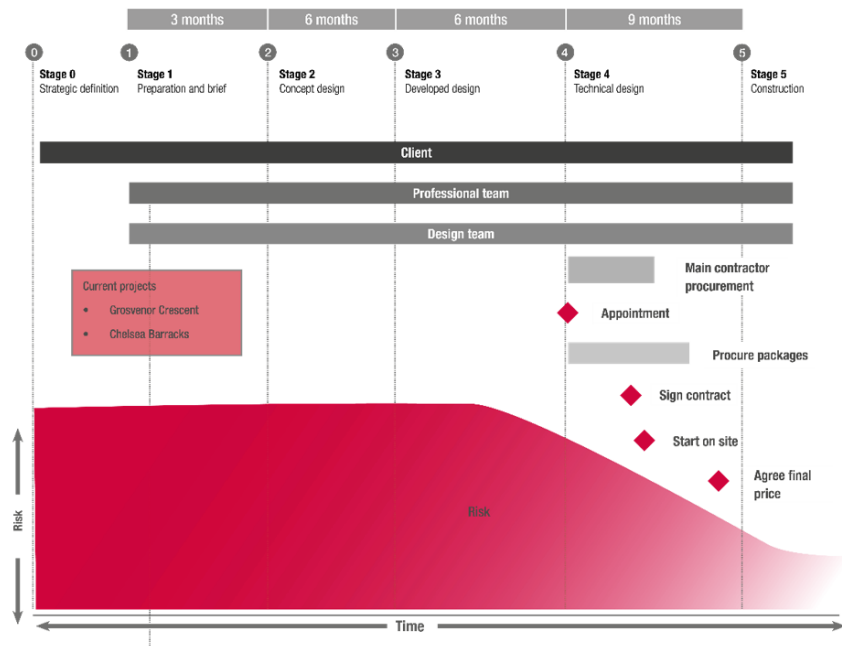 3 months
6 months
6 months
9 months
0
1
2
3
4
5
Stage 0
Strategic definition
Stage 1
Preparation and brief
Stage 2
Concept design
Stage 3
Developed design
Stage 4
Technical design
Stage 5
Construction
Client
Professional team
Design team
Current projects
• Grosvenor Crescent
• Chelsea Barracks
Main contractor
procurement
Appointment
Procure packages
Sign contract
Start on site
Agree final
price
Risk
Risk
Time